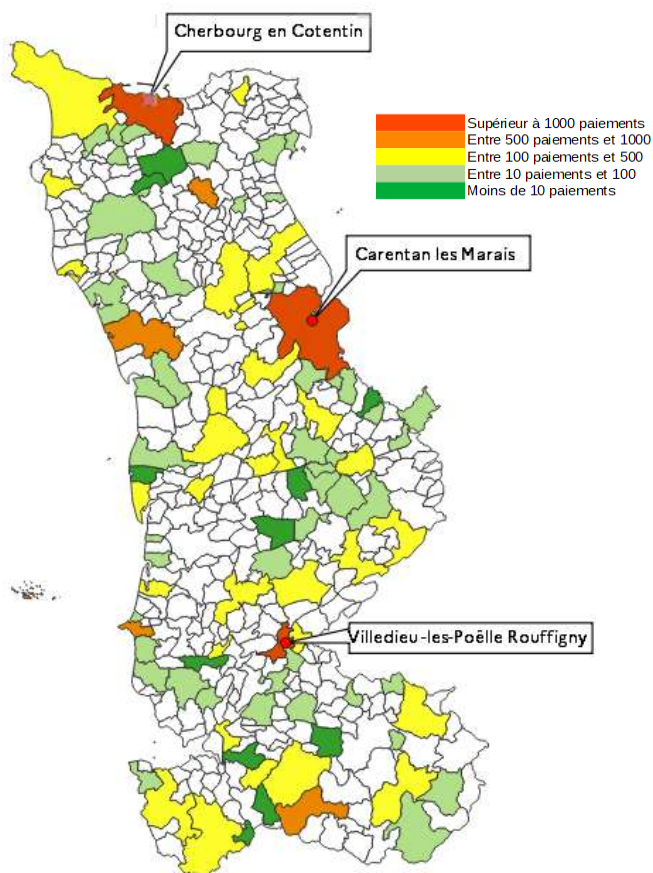 Cherbourg en Cotentin
Supérieur à 1000 paiements
Entre 500 paiements et 1000
Entre 100 paiements et 500
Entre 10 paiements et 100
Moins de 10 paiements
Carentan les Marais
Villedieu-les-Poëlle Rouffigny